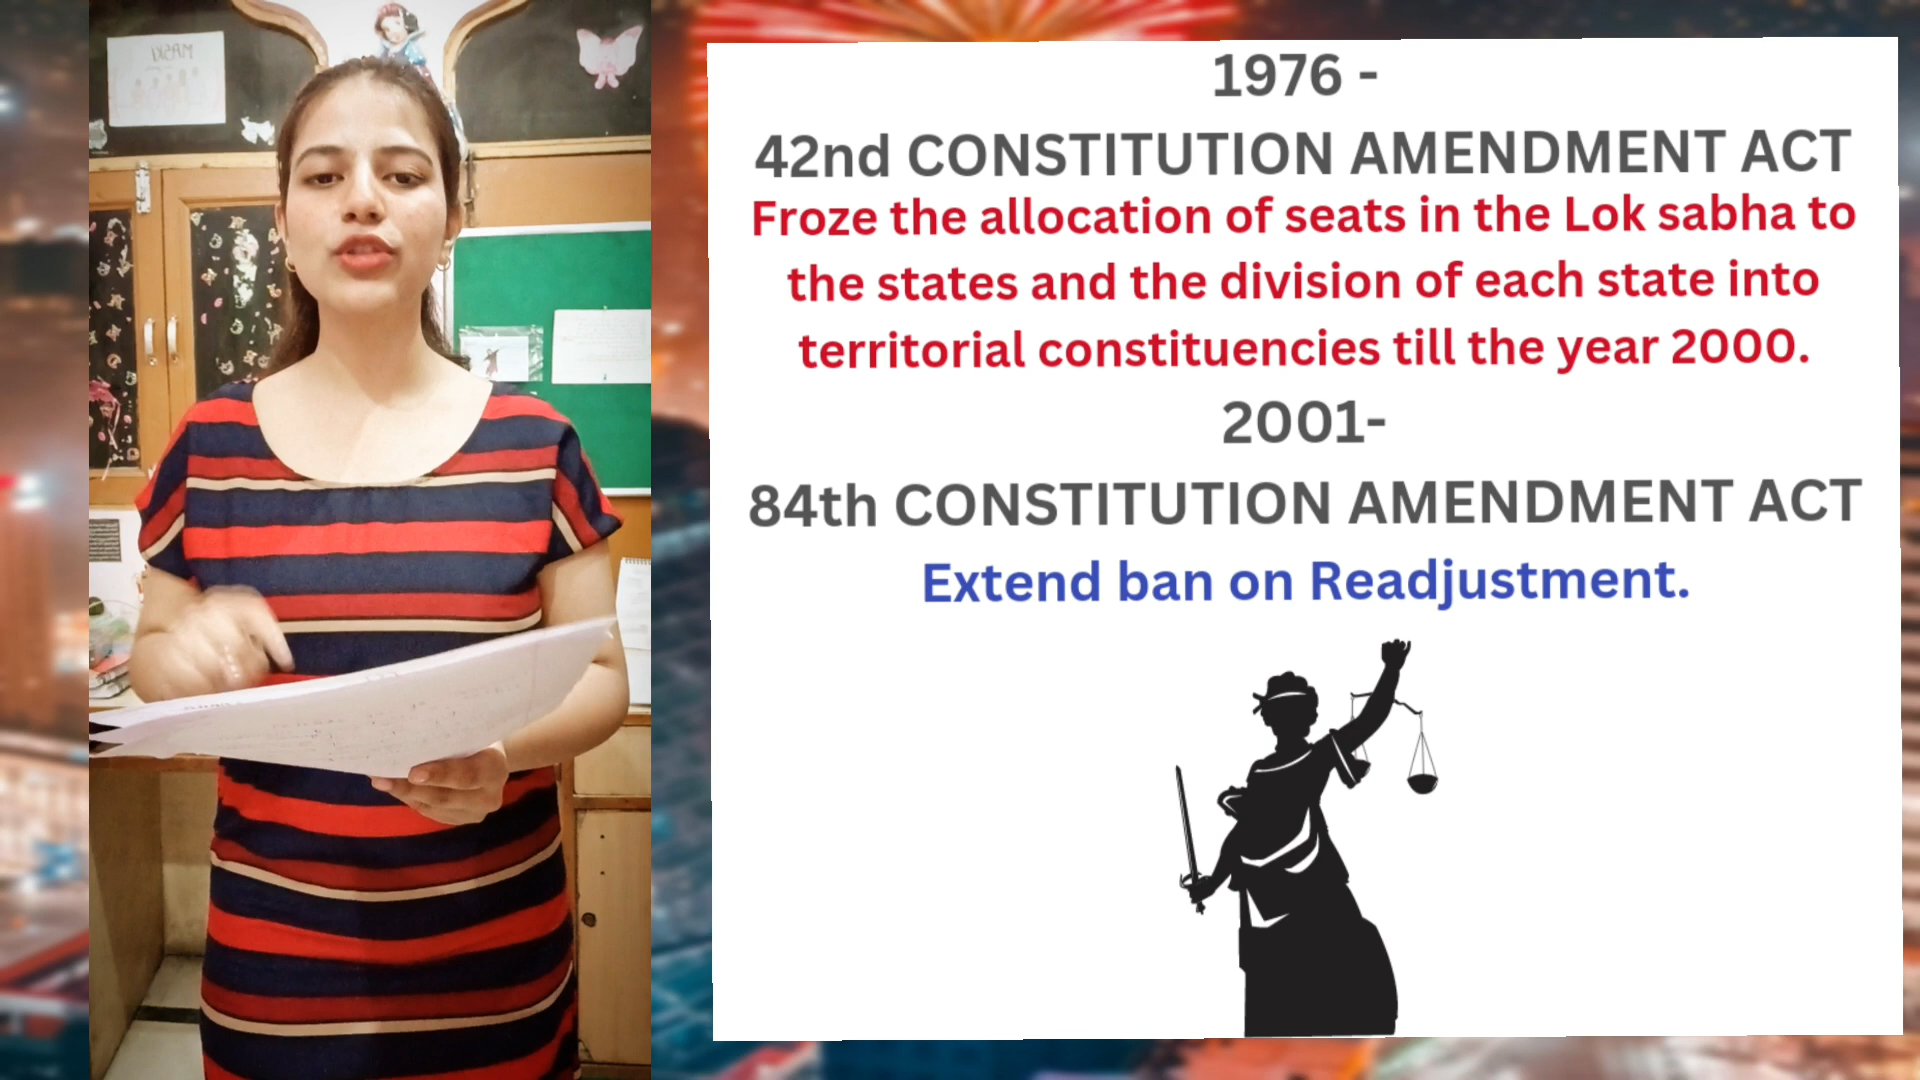 1976 -
42nd CONSTITUTION AMENDMENT ACT
Froze the allocation of seats in the Lok sabha to
the states and the division of each state into
territorial constituencies till the year 2000.
2001-
84th CONSTITUTION AMENDMENT ACT
Extend ban on Readjustment.